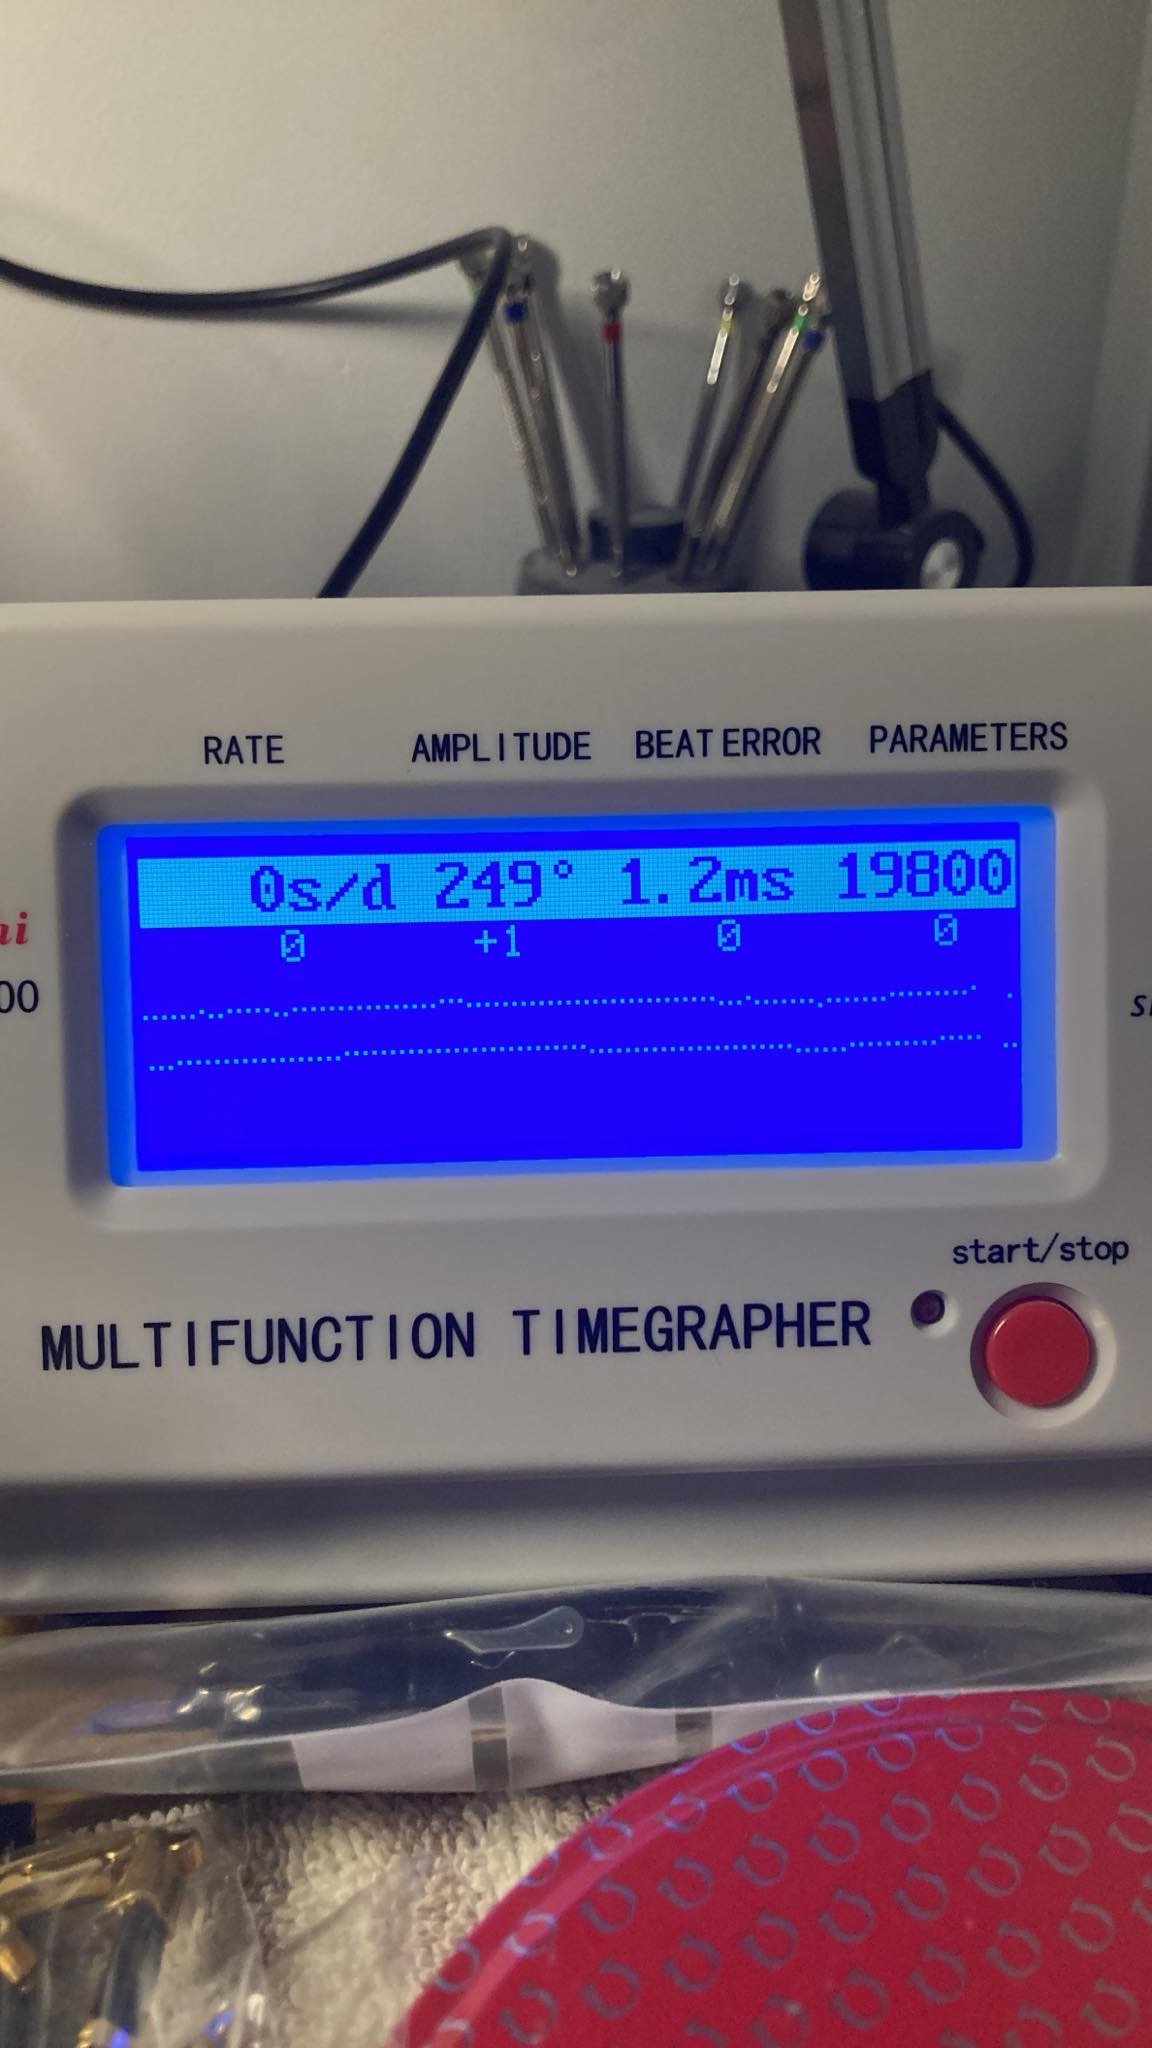 RATE AMPLITUDE BEAT ERROR PARAMETERS
0s/d 249° 1.2ms 19800
0 +1 0 0
start/stop
MULTIFUNCTION TIMEGRAPHER